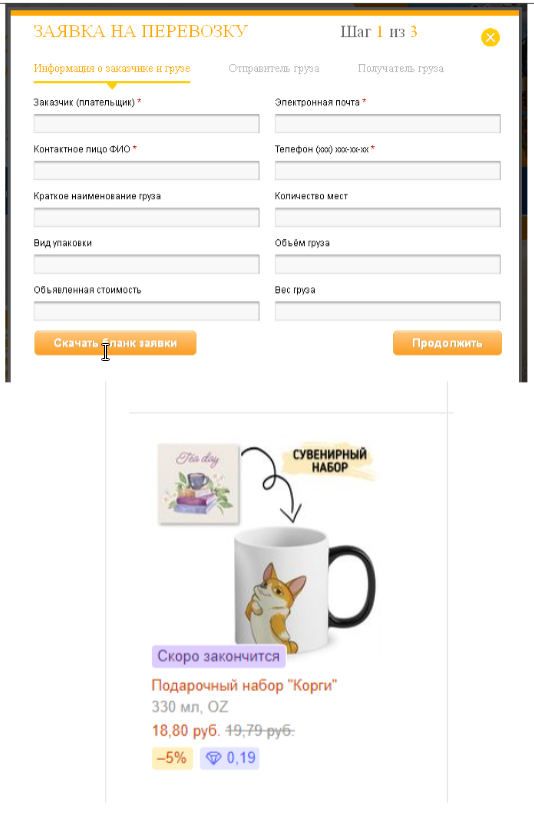 ЗАЯВКА НА ПЕРЕВОЗКУ Шаг 1 из 3
Информация о заказчике и грузе Отправитель груза Получатель груза
Заказчик (плательщик) * Электронная почта *
Контактное лицо ФИО * Телефон (xxx) xxx-xx-xx *
Краткое наименование груза Количество мест
Вид упаковки Объём груза
Объявленная стоимость Вес груза
Скачать бланк заявки Продолжить
Tea day
СУВЕНИРНЫЙ
НАБОР
Скоро закончится
Подарочный набор "Корги"
330 мл, OZ
18,80 руб. 19,79 руб.
–5% 0,19